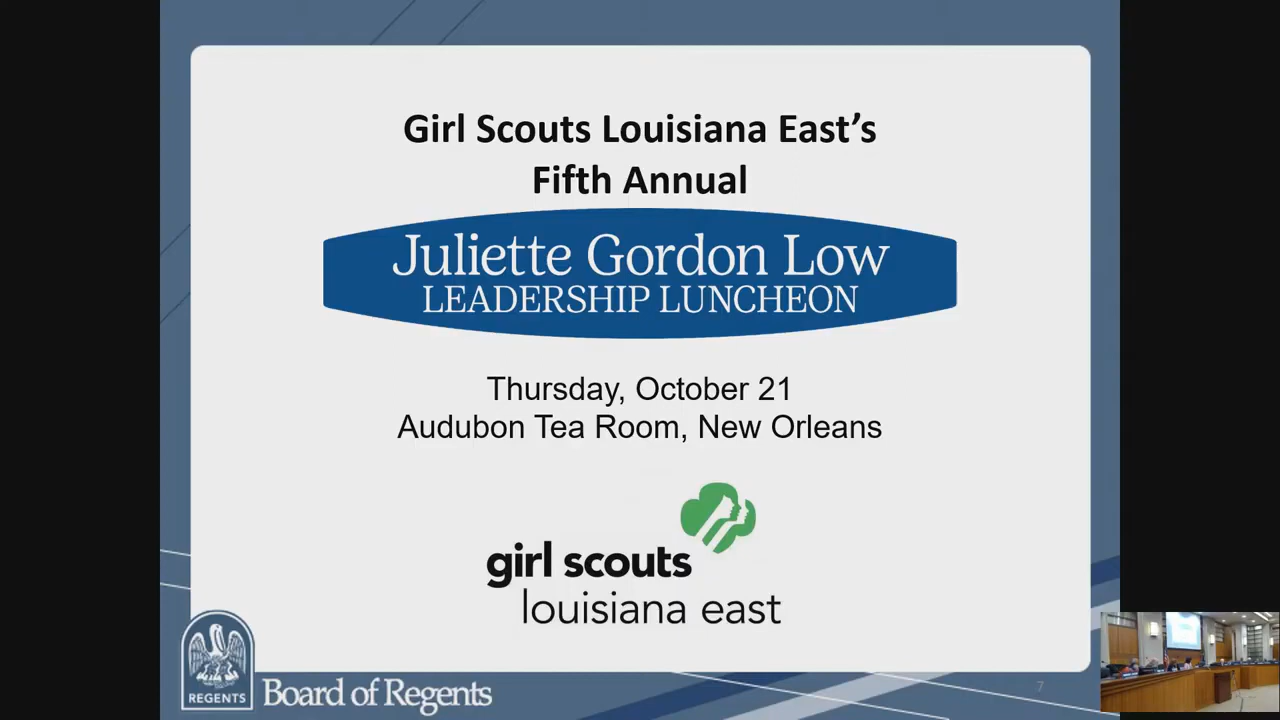 Girl Scouts Louisiana East’s
Fifth Annual
Juliette Gordon Low
LEADERSHIP LUNCHEON
Thursday, October 21
Audubon Tea Room, New Orleans
girl scouts
louisiana east
REGENTS
Board of Regents
7